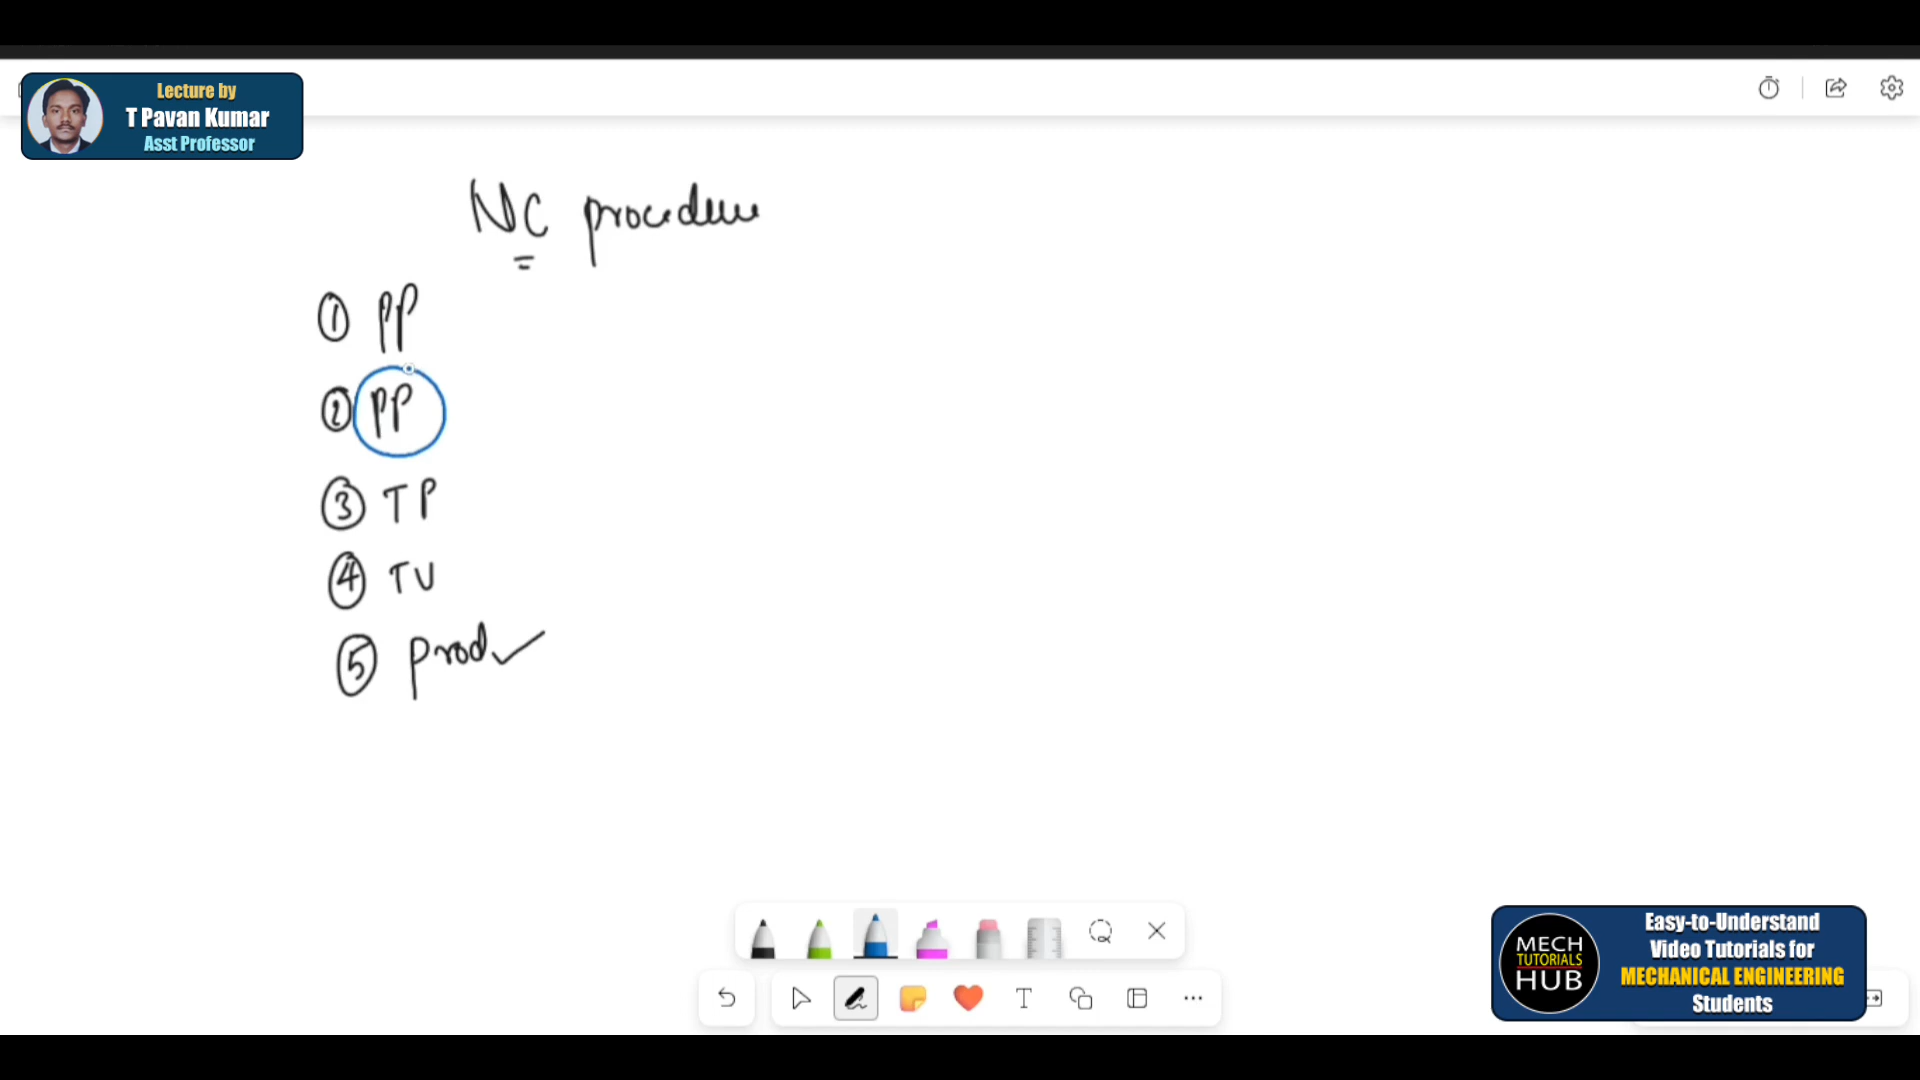 Lecture by
T Pavan Kumar
Asst Professor
NC procedure
① PP
② PP
③ TP
④ TV
⑤ prod
MECH
TUTORIALS
HUB
Easy-to-Understand
Video Tutorials for
MECHANICAL ENGINEERING
Students